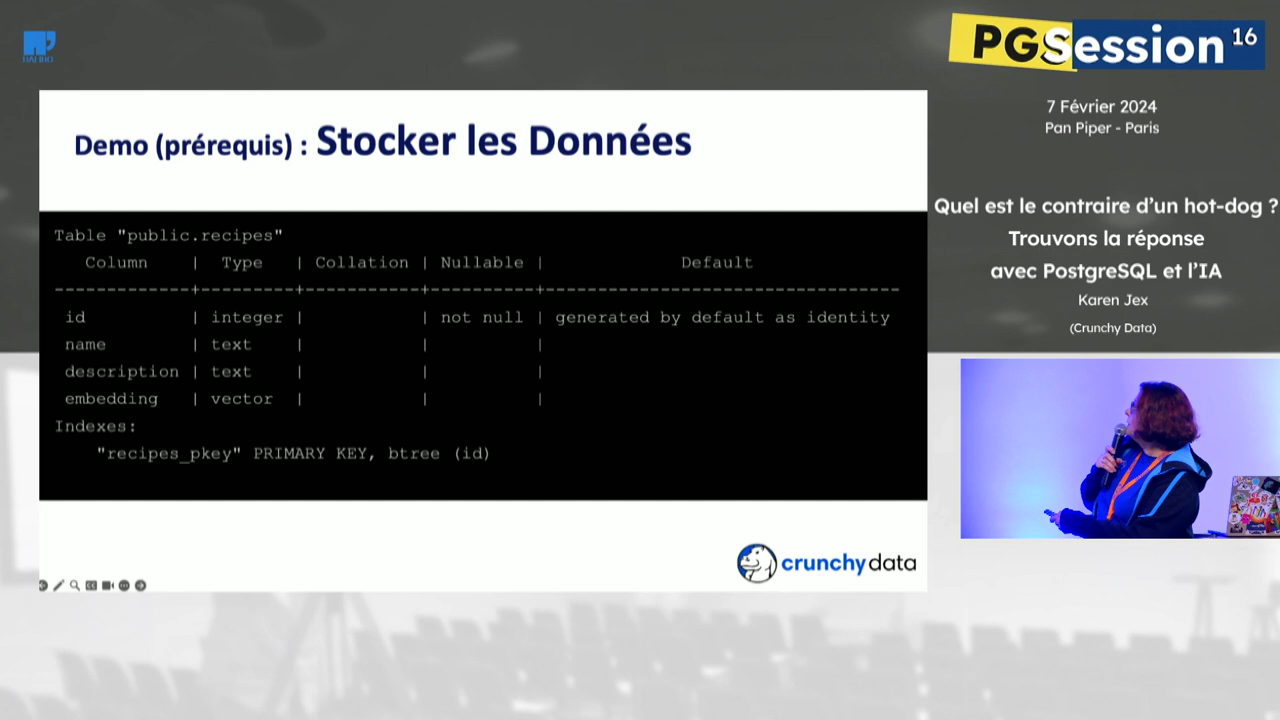 DALIBO
PGSession 16
7 Février 2024
Pan Piper - Paris
Quel est le contraire d'un hot-dog ?
Trouvons la réponse
avec PostgreSQL et l'IA
Karen Jex
(Crunchy Data)
Demo (prérequis) : Stocker les Données
Table "public.recipes"
Column | Type | Collation | Nullable | Default
-------------+---------+-----------+----------+----------------------------------
id | integer | | not null | generated by default as identity
name | text | | |
description | text | | |
embedding | vector | | |
Indexes:
"recipes_pkey" PRIMARY KEY, btree (id)
crunchydata